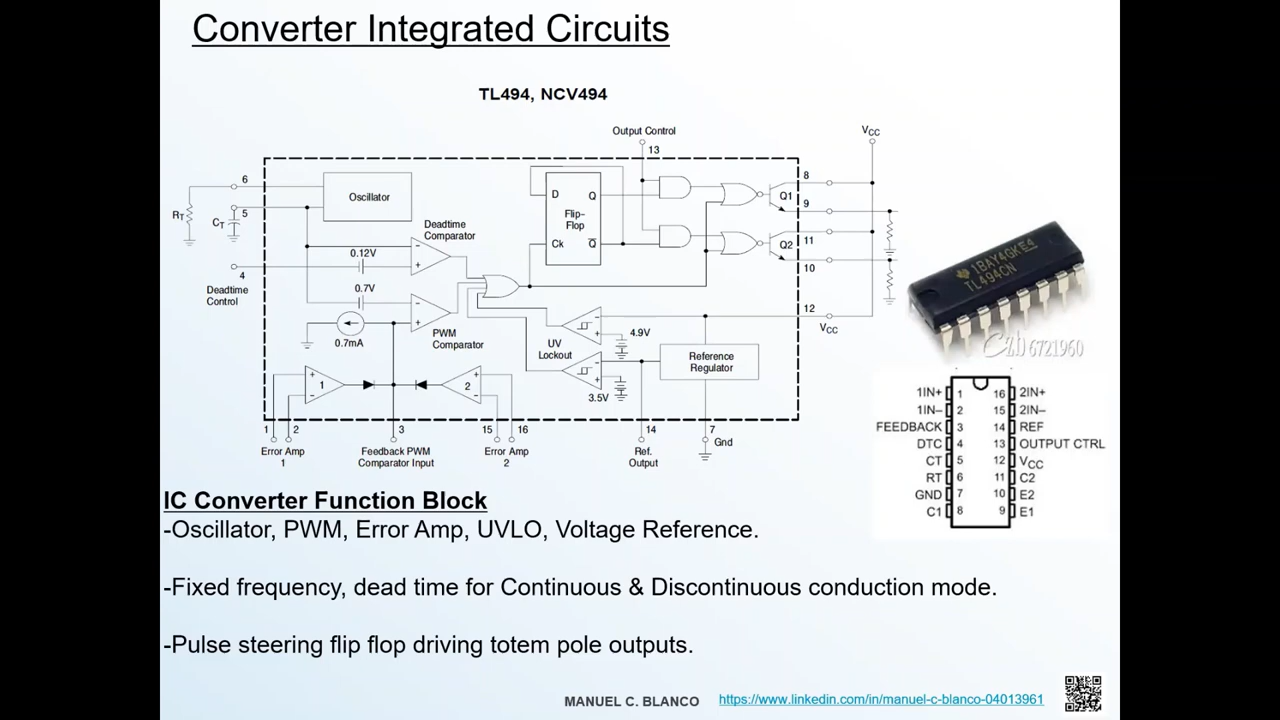 Converter Integrated Circuits
TL494, NCV494
Output Control
13
VCC
6
RT
CT
5
Oscillator
D
Q
Flip–
Flop
Ck
Q
Q1
8
9
Q2
11
10
Deadtime
Comparator
0.12V
4
Deadtime
Control
0.7V
0.7mA
PWM
Comparator
UV
Lockout
4.9V
3.5V
12
VCC
Reference
Regulator
1
2
–
+
–
+
–
+
–
+
+
–
+
–
1
2
3
15
16
14
7
Gnd
Error Amp
1
Feedback PWM
Comparator Input
Error Amp
2
Ref.
Output
IBAY4GKE4
TL494CN
Czb 6721960
1IN+ 1 16 2IN+
1IN– 2 15 2IN–
FEEDBACK 3 14 REF
DTC 4 13 OUTPUT CTRL
CT 5 12 VCC
RT 6 11 C2
GND 7 10 E2
C1 8 9 E1
IC Converter Function Block
-Oscillator, PWM, Error Amp, UVLO, Voltage Reference.
-Fixed frequency, dead time for Continuous & Discontinuous conduction mode.
-Pulse steering flip flop driving totem pole outputs.
MANUEL C. BLANCO https://www.linkedin.com/in/manuel-c-blanco-04013961